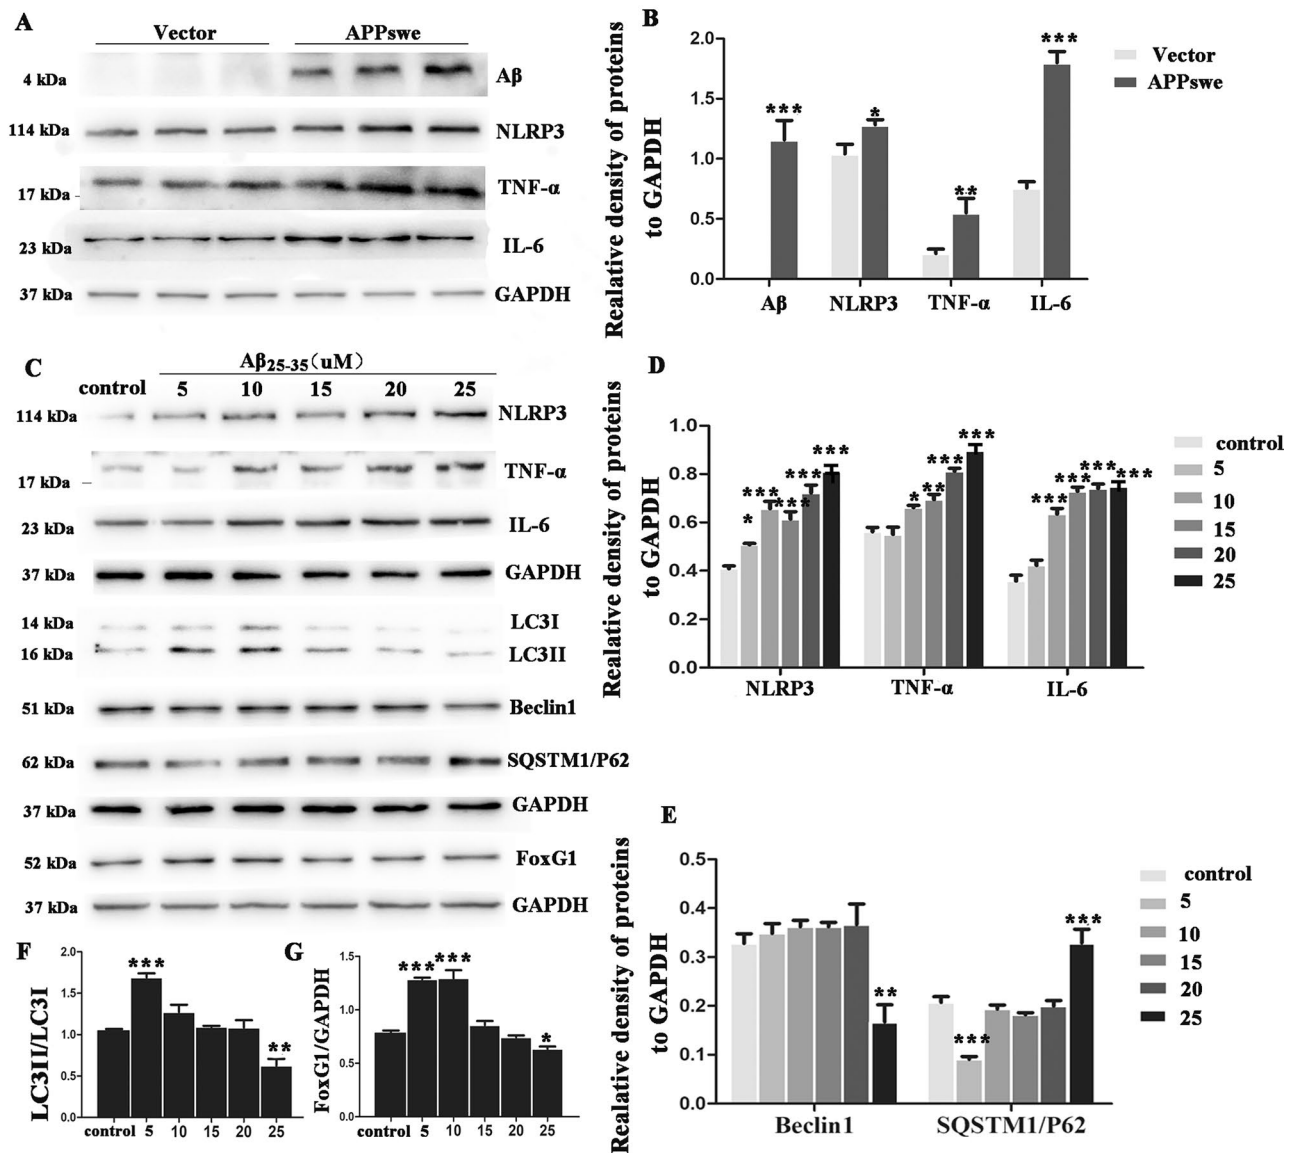 A
Vector APPswe
4 kDa Aβ
114 kDa NLRP3
17 kDa TNF-α
23 kDa IL-6
37 kDa GAPDH
B
Realative density of proteins
to GAPDH
2.0
1.5
1.0
0.5
0.0
*** * ** ***
Aβ NLRP3 TNF-α IL-6
Vector
APPswe
C
Aβ25-35(uM)
control 5 10 15 20 25
114 kDa NLRP3
17 kDa TNF-α
23 kDa IL-6
37 kDa GAPDH
14 kDa LC3I
16 kDa LC3II
51 kDa Beclin1
62 kDa SQSTM1/P62
37 kDa GAPDH
52 kDa FoxG1
37 kDa GAPDH
D
Realative density of proteins
to GAPDH
1.0
0.8
0.6
0.4
0.2
0.0
* *** *** *** ***
* ** *** ***
*** *** *** ***
NLRP3 TNF-α IL-6
control
5
10
15
20
25
E
Realative density of proteins
to GAPDH
0.5
0.4
0.3
0.2
0.1
0.0
** *** ***
Beclin1 SQSTM1/P62
control
5
10
15
20
25
F
LC3II/LC3I
2.0
1.5
1.0
0.5
0.0
*** **
control 5 10 15 20 25
G
FoxG1/GAPDH
1.5
1.0
0.5
0.0
*** *** *
control 5 10 15 20 25